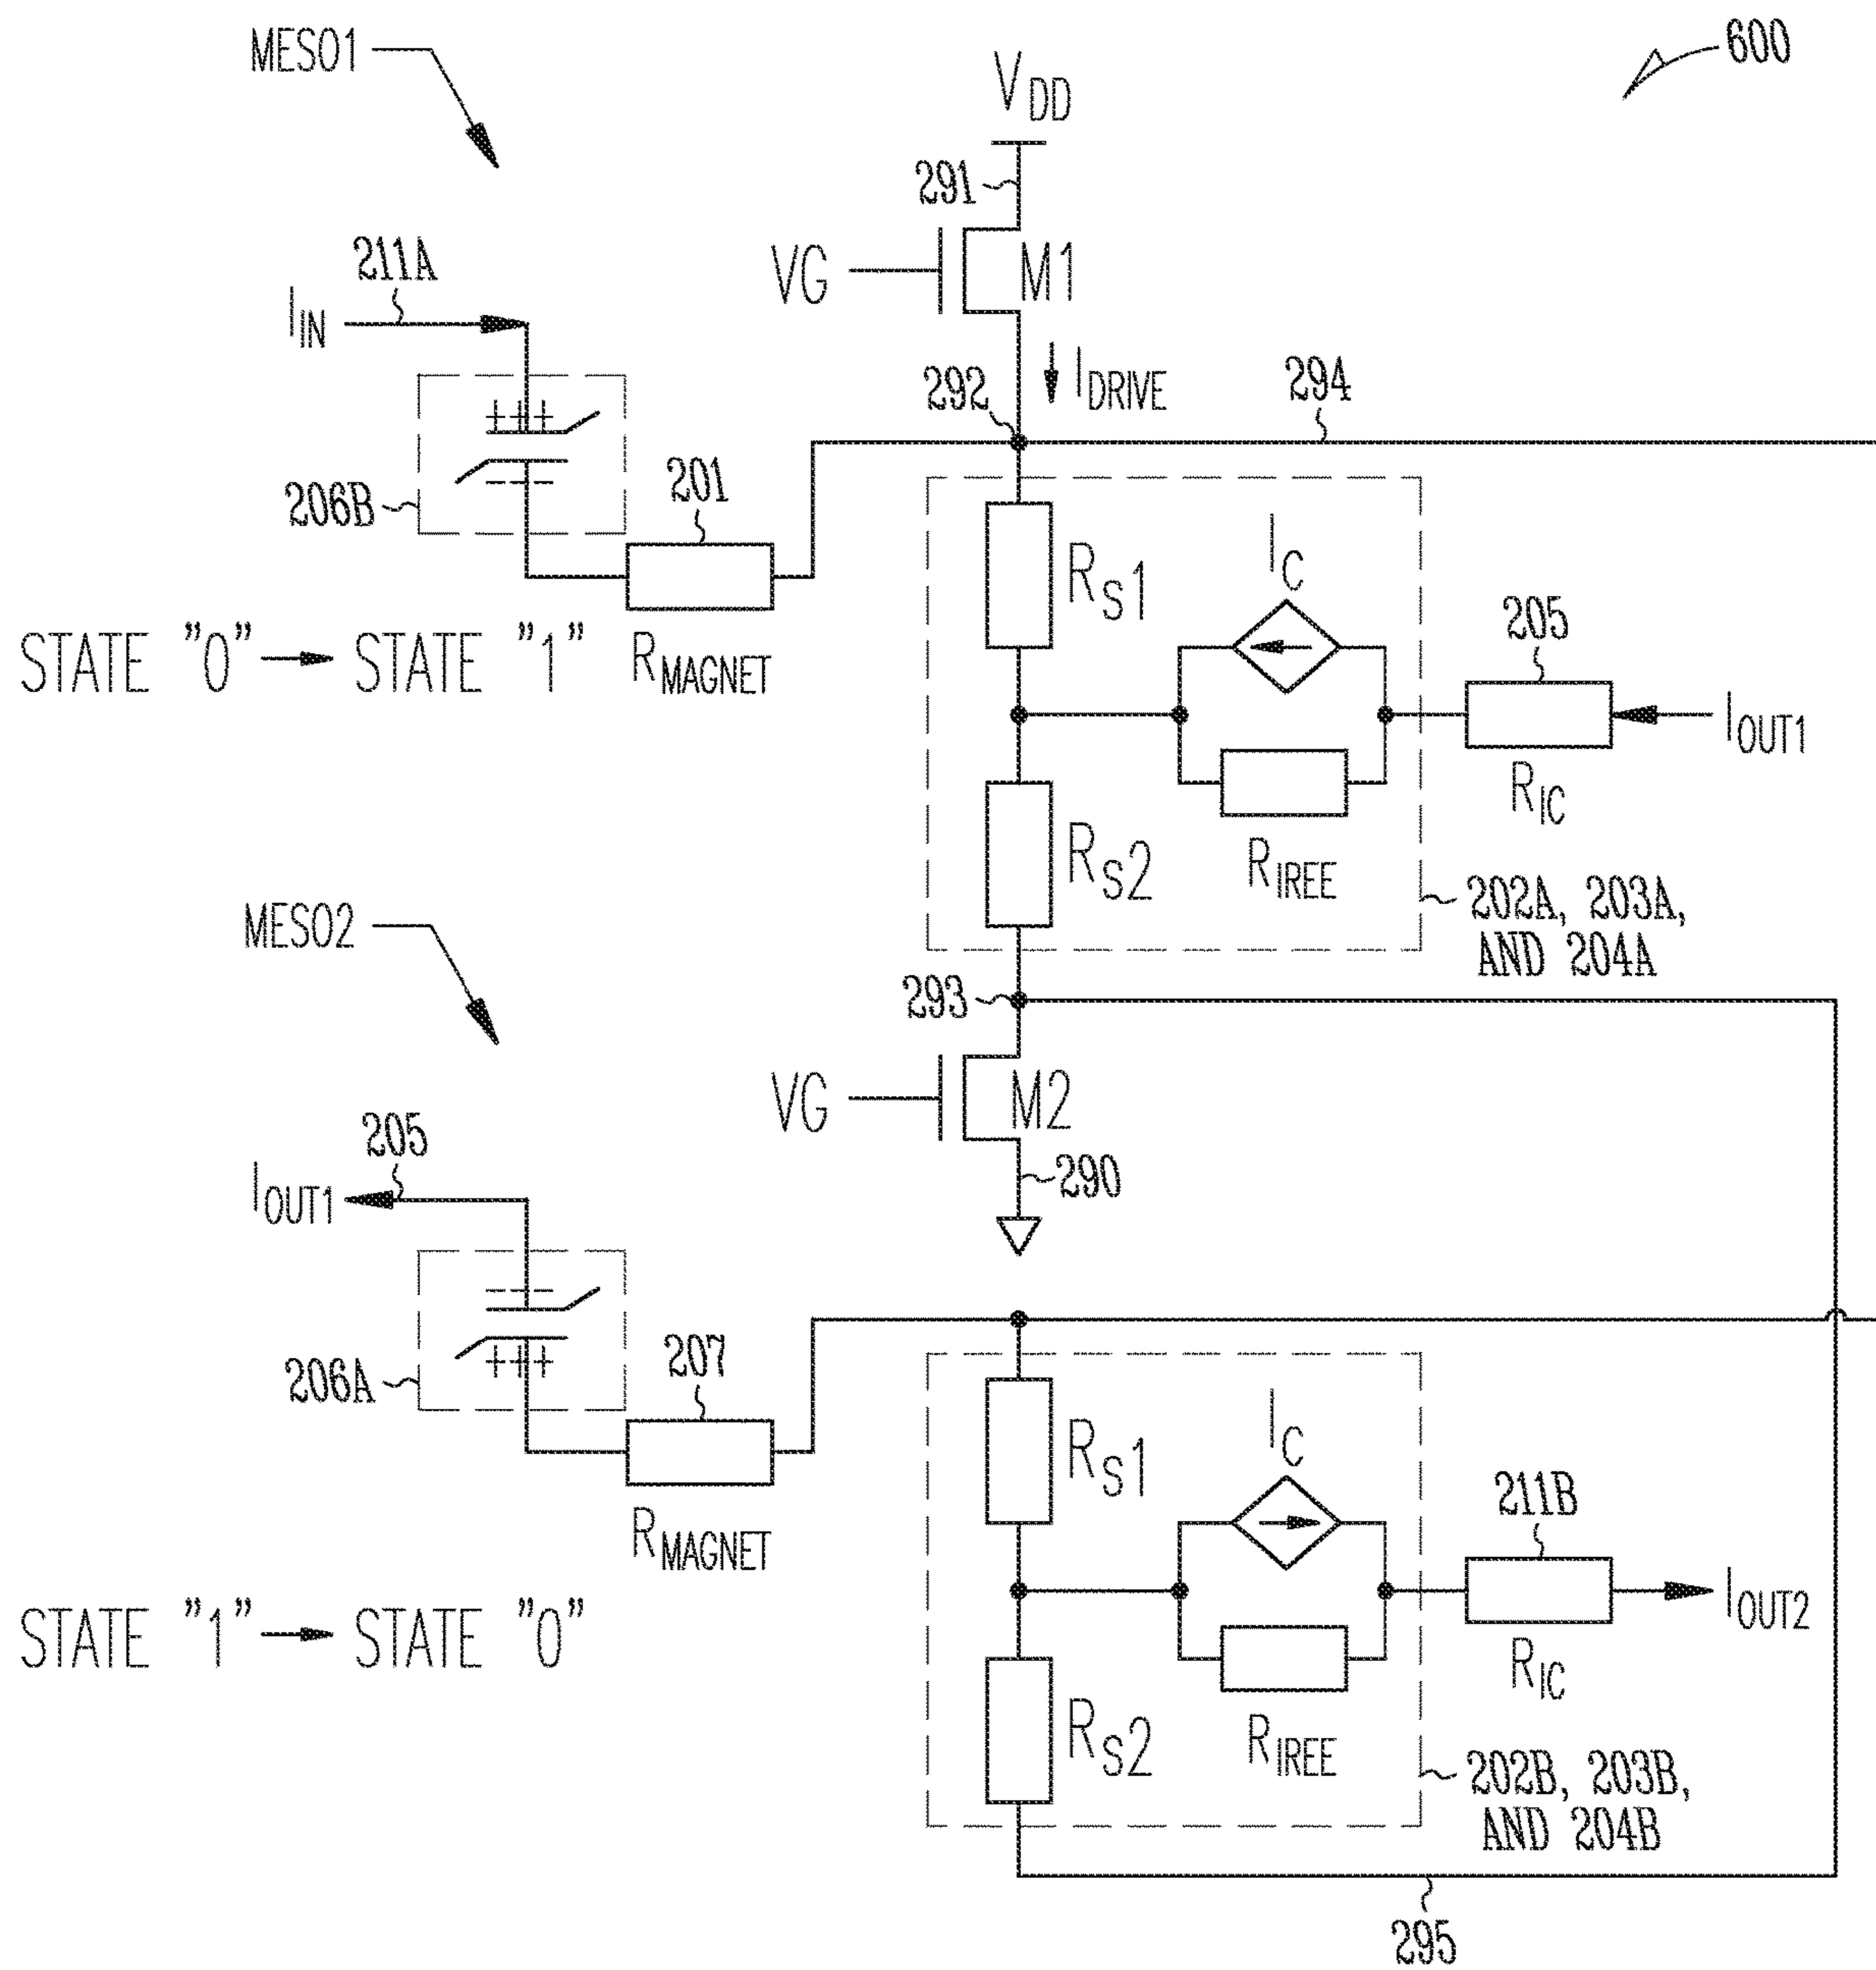 MESO1
600
VDD
291
211A
VG
M1
IIN
292
IDRIVE
294
201
206B
RS1
IC
205
STATE "0" → STATE "1"
RMAGNET
IOUT1
RIC
RS2
RIREE
202A, 203A,
AND 204A
MESO2
293
VG
M2
205
290
IOUT1
207
206A
RS1
IC
211B
RMAGNET
IOUT2
STATE "1" → STATE "0"
RIC
RS2
RIREE
202B, 203B,
AND 204B
295